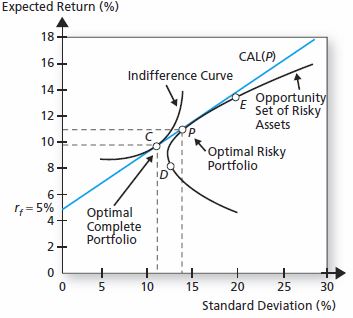 Expected Return (%)
18
16
14
12
10
8
6
rf = 5%
4
2
0
CAL(P)
Indifference Curve
E
Opportunity
Set of Risky
Assets
C
P
Optimal Risky
Portfolio
D
Optimal
Complete
Portfolio
0 5 10 15 20 25 30
Standard Deviation (%)